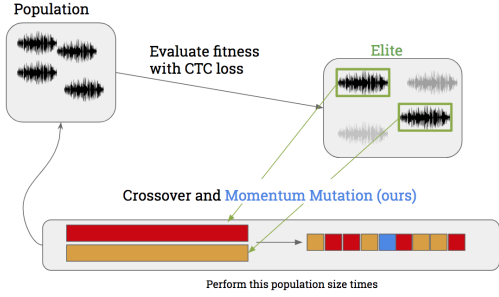 Population
Evaluate fitness
with CTC loss
Elite
Crossover and Momentum Mutation (ours)
Perform this population size times